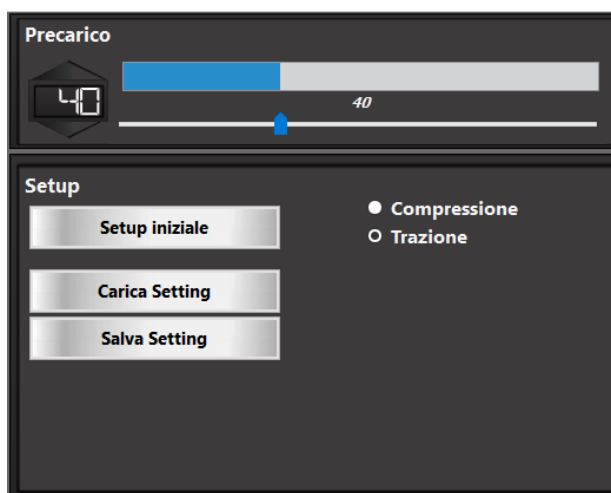 Precarico
40
40
Setup
Setup iniziale
Compressione
Trazione
Carica Setting
Salva Setting